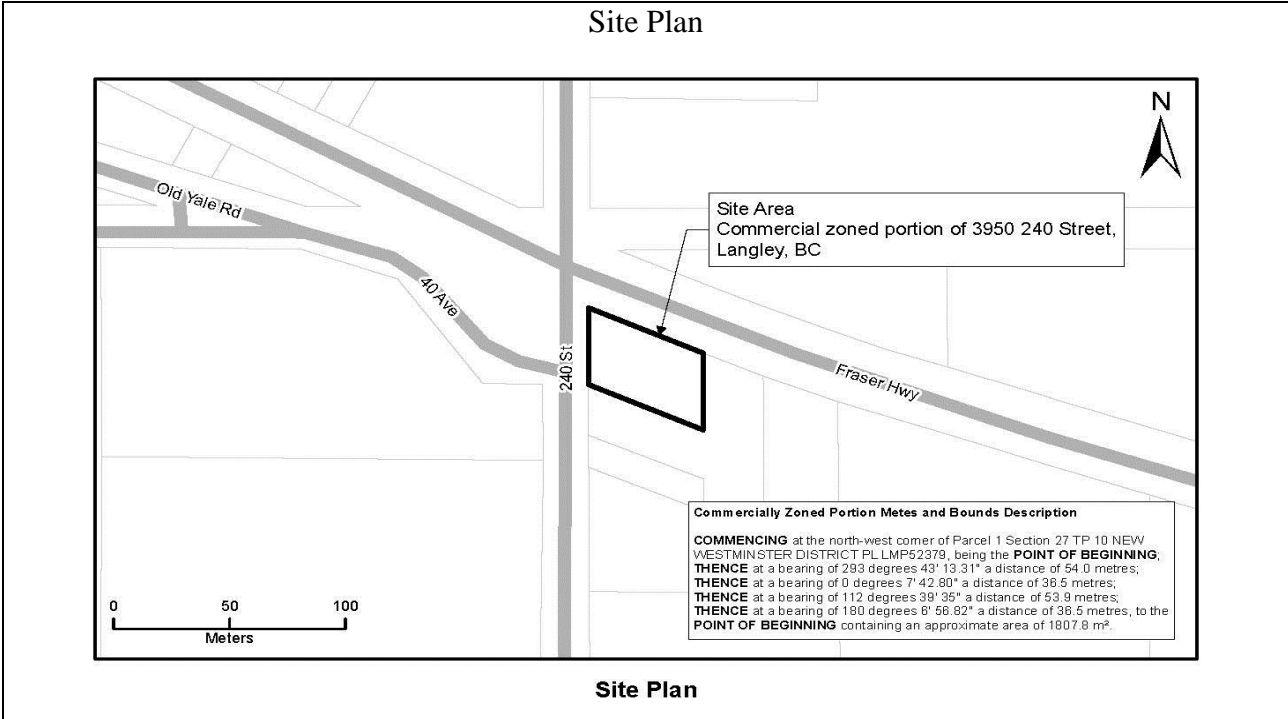 Site Plan
N
Old Yale Rd
Site Area
Commercial zoned portion of 3950 240 Street,
Langley, BC
40 Ave
240 St
Fraser Hwy
Commercially Zoned Portion Metes and Bounds Description
COMMENCING at the north-west corner of Parcel 1 Section 27 TP 10 NEW
WESTMINSTER DISTRICT PL LMP52379, being the POINT OF BEGINNING;
THENCE at a bearing of 293 degrees 43' 13.31" a distance of 54.0 metres;
THENCE at a bearing of 0 degrees 7' 42.80" a distance of 36.5 metres;
THENCE at a bearing of 112 degrees 39' 35" a distance of 53.9 metres;
THENCE at a bearing of 180 degrees 6' 56.82" a distance of 36.5 metres, to the
POINT OF BEGINNING containing an approximate area of 1807.8 m².
0 50 100
Meters
Site Plan